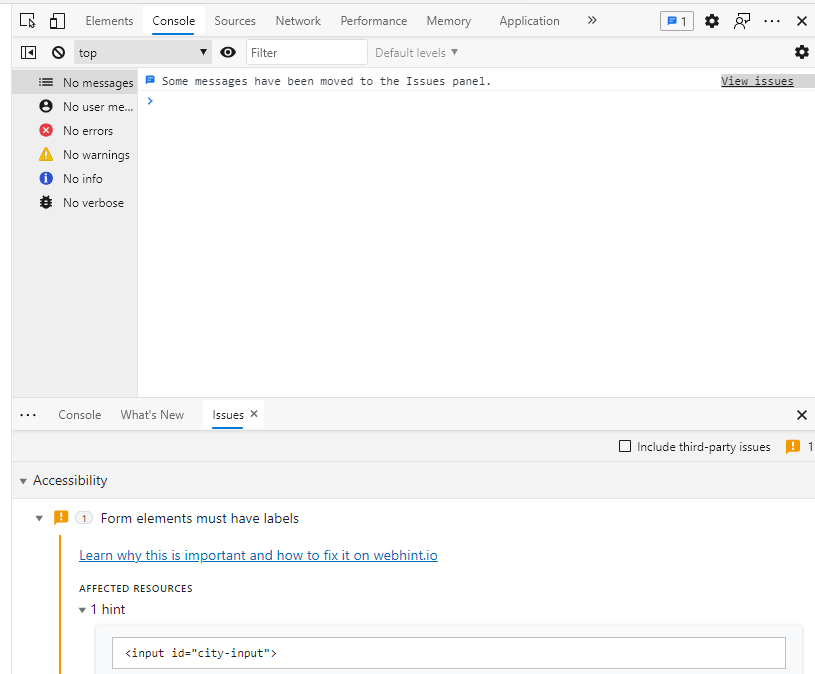 Elements Console Sources Network Performance Memory Application » 1
top Filter Default levels
No messages
Some messages have been moved to the Issues panel. View issues
No user me...
No errors
No warnings
No info
No verbose
Console What's New Issues
Include third-party issues 1
Accessibility
1 Form elements must have labels
Learn why this is important and how to fix it on webhint.io
AFFECTED RESOURCES
1 hint
<input id="city-input">